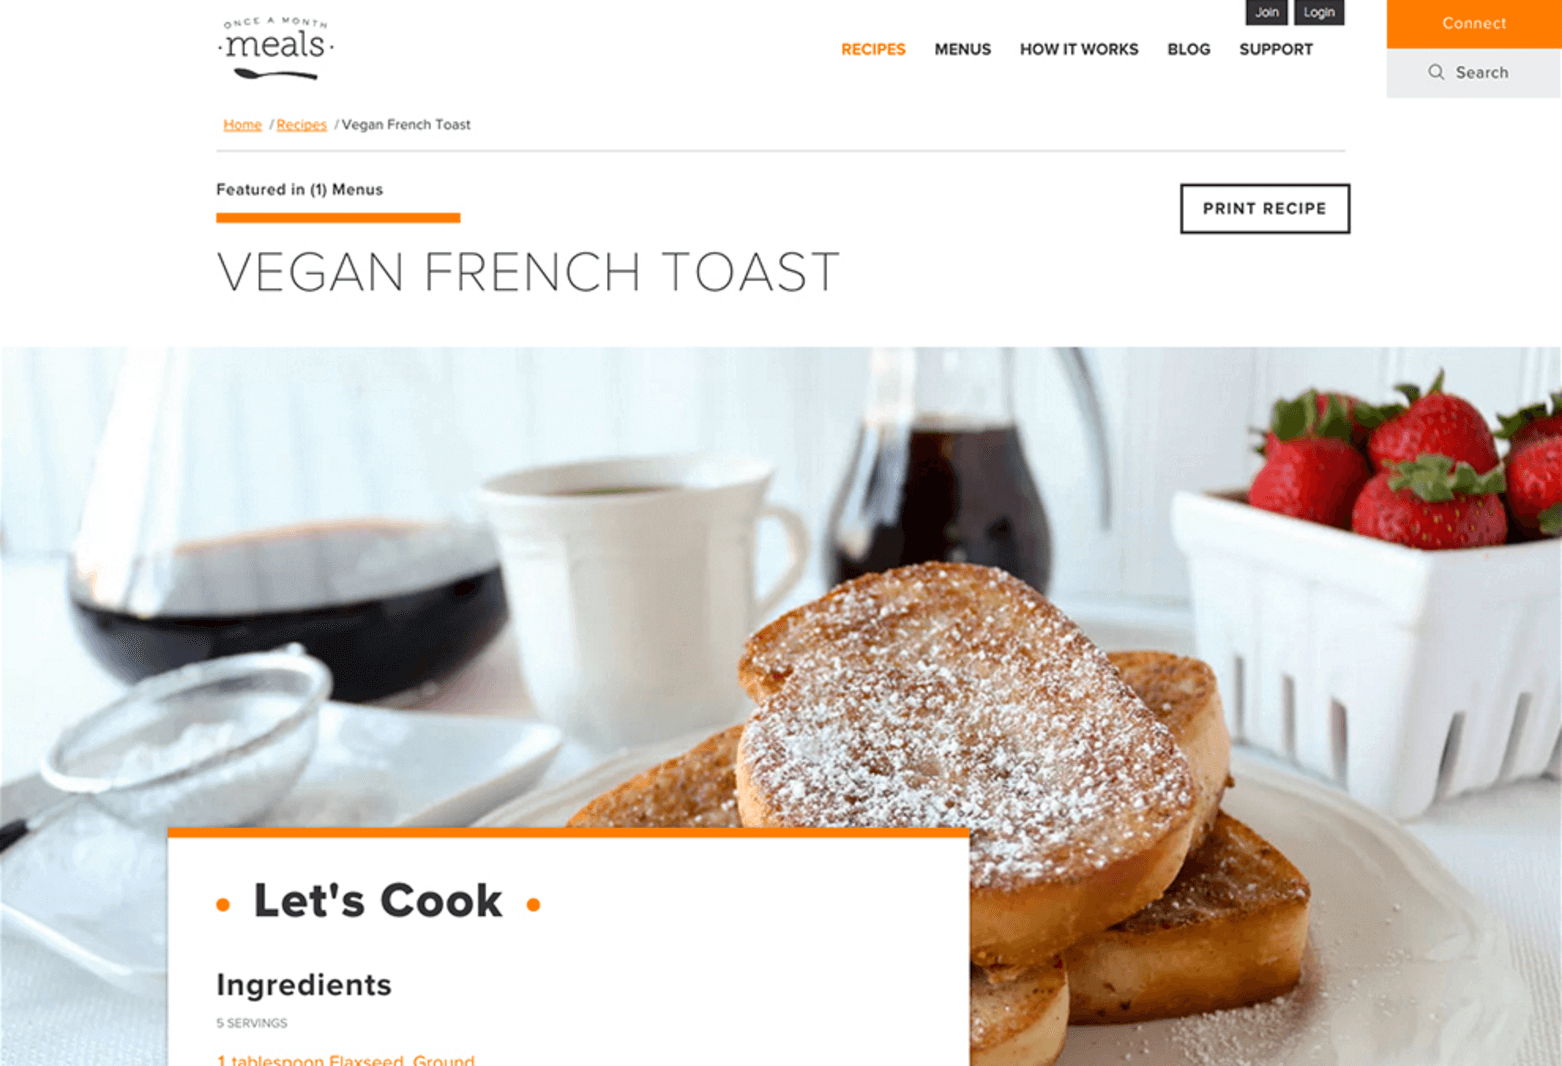 Join Login
ONCE A MONTH
·meals·
RECIPES MENUS HOW IT WORKS BLOG SUPPORT
Connect
Search
Home / Recipes / Vegan French Toast
Featured in (1) Menus
PRINT RECIPE
VEGAN FRENCH TOAST
• Let's Cook •
Ingredients
5 SERVINGS
1 tablespoon Flaxseed, Ground